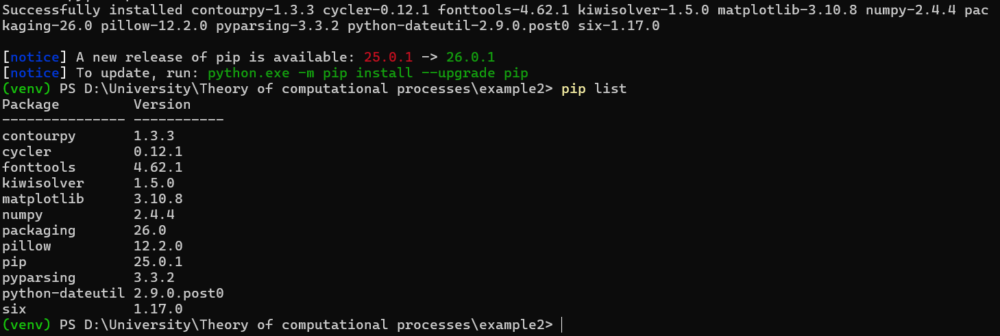 Successfully installed contourpy-1.3.3 cycler-0.12.1 fonttools-4.62.1 kiwisolver-1.5.0 matplotlib-3.10.8 numpy-2.4.4 pac
kaging-26.0 pillow-12.2.0 pyparsing-3.3.2 python-dateutil-2.9.0.post0 six-1.17.0
[notice] A new release of pip is available: 25.0.1 -> 26.0.1
[notice] To update, run: python.exe -m pip install --upgrade pip
(venv) PS D:\University\Theory of computational processes\example2> pip list
Package         Version
--------------- -----------
contourpy       1.3.3
cycler          0.12.1
fonttools       4.62.1
kiwisolver      1.5.0
matplotlib      3.10.8
numpy           2.4.4
packaging       26.0
pillow          12.2.0
pip             25.0.1
pyparsing       3.3.2
python-dateutil 2.9.0.post0
six             1.17.0
(venv) PS D:\University\Theory of computational processes\example2>